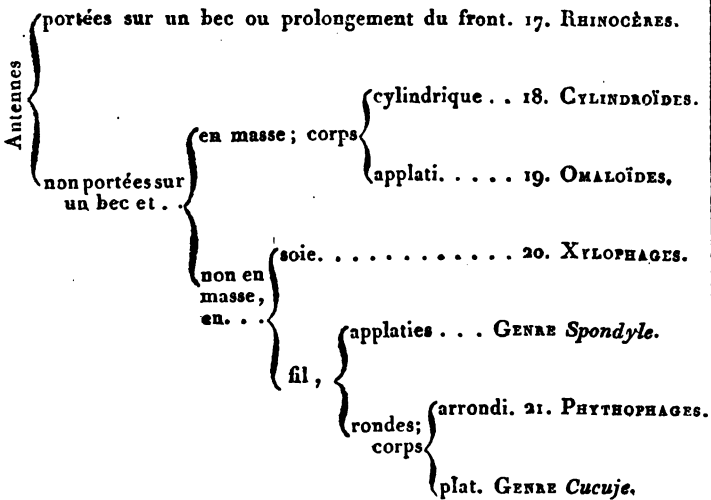 portées sur un bec ou prolongement du front. 17. RHINOCÈRES.
Antennes
cylindrique . . 18. CYLINDROÏDES.
en masse ; corps
applati. . . . . 19. OMALOÏDES.
non portées sur
un bec et . .
soie. . . . . . . . . . . . 20. XYLOPHAGES.
non en
masse,
en. . .
applaties . . . GENRE Spondyle.
fil ,
arrondi. 21. PHYTHOPHAGES.
rondes;
corps
plat. GENRE Cucuje.